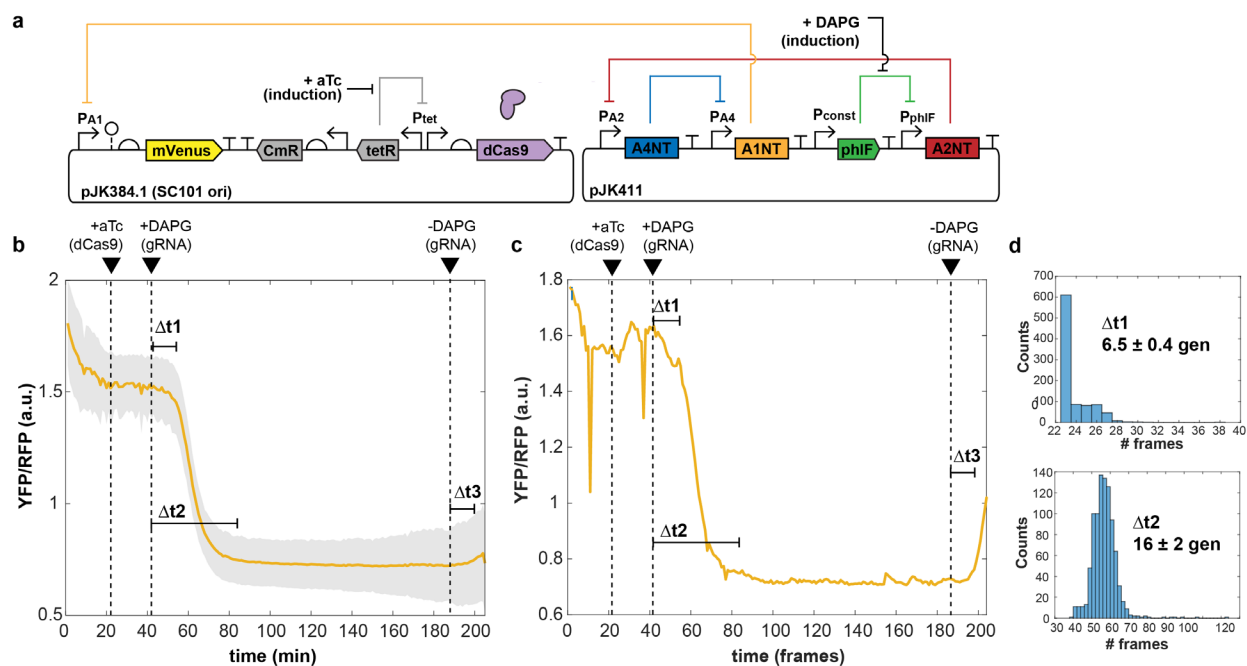 a
+ DAPG
(induction)
+ aTc
(induction)
PA1
Ptet
PA2
PA4
Pconst
PphlF
mVenus
CmR
tetR
dCas9
A4NT
A1NT
phlF
A2NT
pJK384.1 (SC101 ori)
pJK411
b
+aTc
(dCas9)
+DAPG
(gRNA)
-DAPG
(gRNA)
2
1.5
1
0.5
YFP/RFP (a.u.)
Δt1
Δt2
Δt3
0 20 40 60 80 100 120 140 160 180 200
time (min)
c
+aTc
(dCas9)
+DAPG
(gRNA)
-DAPG
(gRNA)
1.8
1.6
1.4
1.2
1
0.8
0.6
YFP/RFP (a.u.)
Δt1
Δt2
Δt3
0 20 40 60 80 100 120 140 160 180 200
time (frames)
d
700
600
500
400
300
200
100
0
0
Counts
Δt1
6.5 ± 0.4 gen
22 24 26 28 30 32 34 36 38 40
# frames
140
120
100
80
60
40
20
0
Counts
Δt2
16 ± 2 gen
30 40 50 60 70 80 90 100 120
# frames